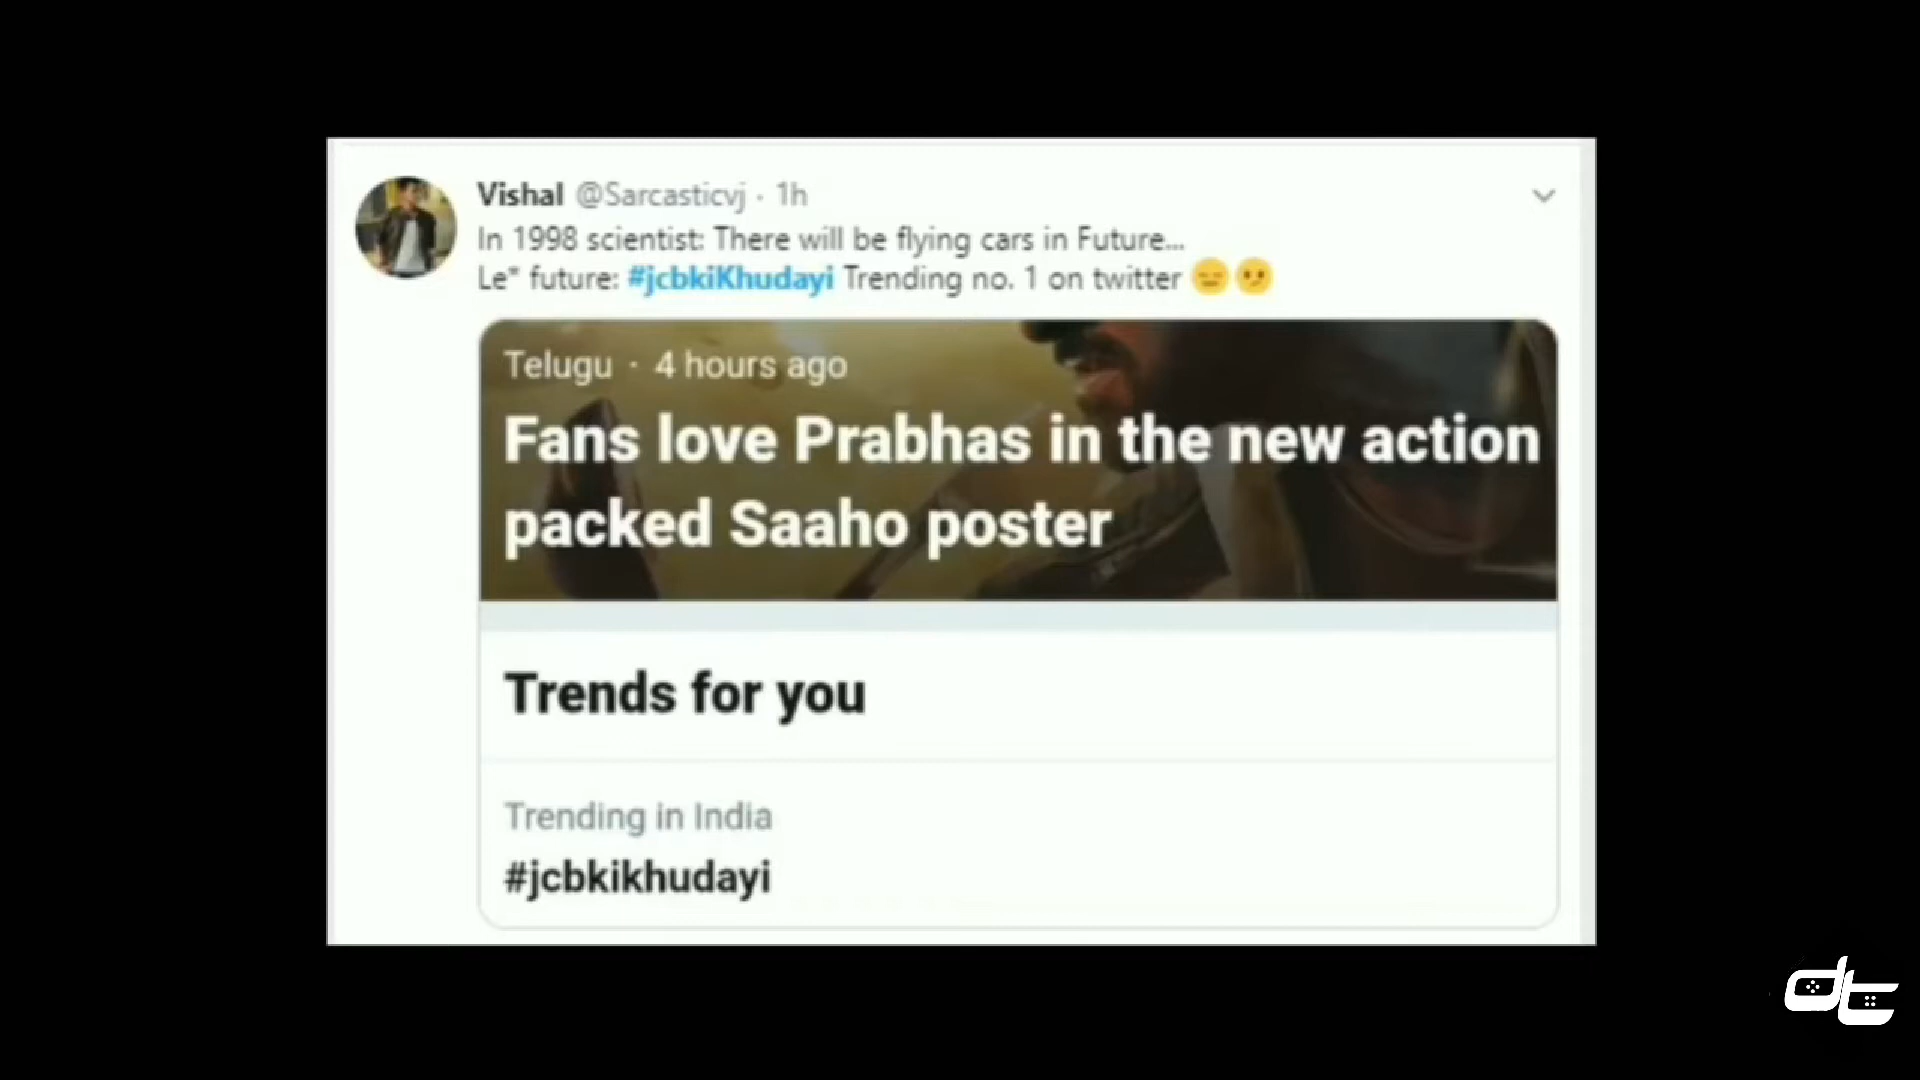 Vishal @Sarcasticvj · 1h
In 1998 scientist: There will be flying cars in Future...
Le* future: #jcbkiKhudayi Trending no. 1 on twitter 😑😕
Telugu · 4 hours ago
Fans love Prabhas in the new action
packed Saaho poster
Trends for you
Trending in India
#jcbkikhudayi
dt